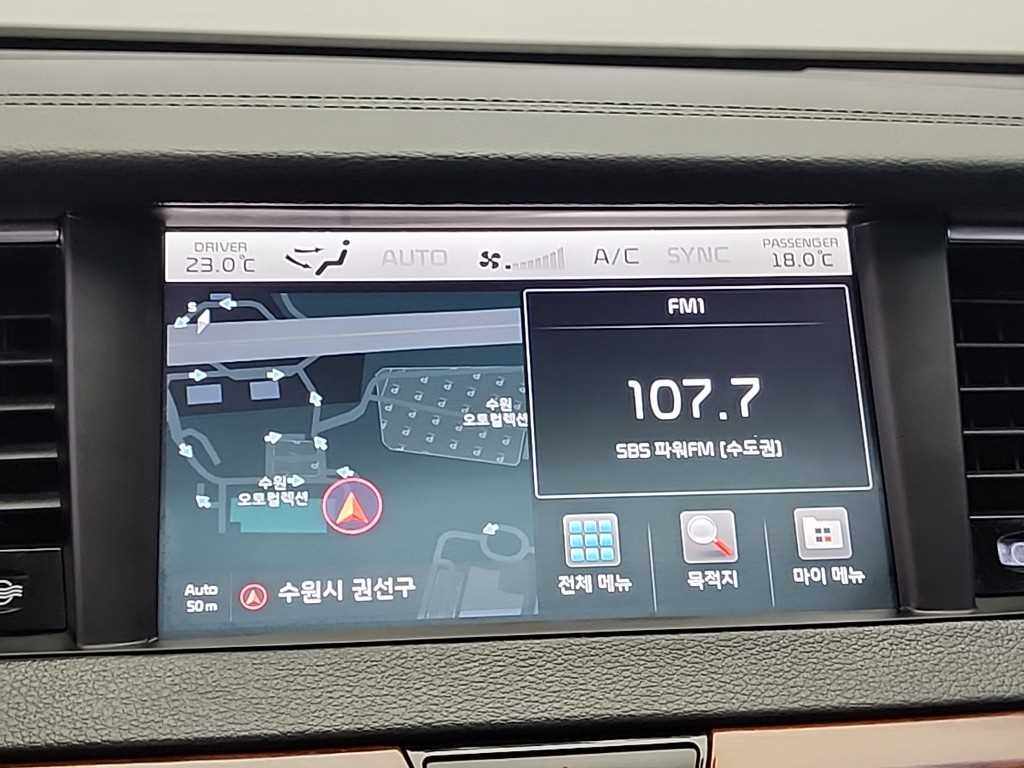 DRIVER
23.0°C
AUTO
A/C
SYNC
PASSENGER
18.0°C
S
수원
오토컬렉션
수원
오토컬렉션
Auto
50m
수원시 권선구
FM1
107.7
SBS 파워FM [수도권]
전체 메뉴
목적지
마이 메뉴